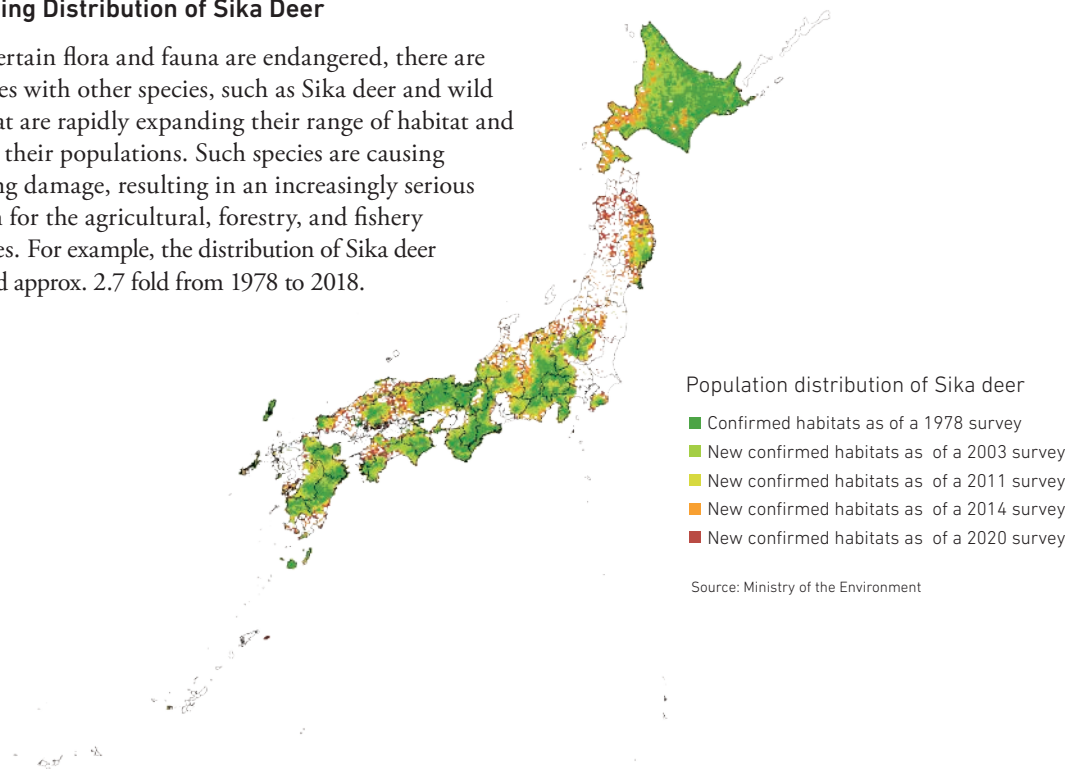 ing Distribution of Sika Deer
ertain flora and fauna are endangered, there are
es with other species, such as Sika deer and wild
at are rapidly expanding their range of habitat and
their populations. Such species are causing
ng damage, resulting in an increasingly serious
for the agricultural, forestry, and fishery
es. For example, the distribution of Sika deer
d approx. 2.7 fold from 1978 to 2018.
Population distribution of Sika deer
Confirmed habitats as of a 1978 survey
New confirmed habitats as of a 2003 survey
New confirmed habitats as of a 2011 survey
New confirmed habitats as of a 2014 survey
New confirmed habitats as of a 2020 survey
Source: Ministry of the Environment